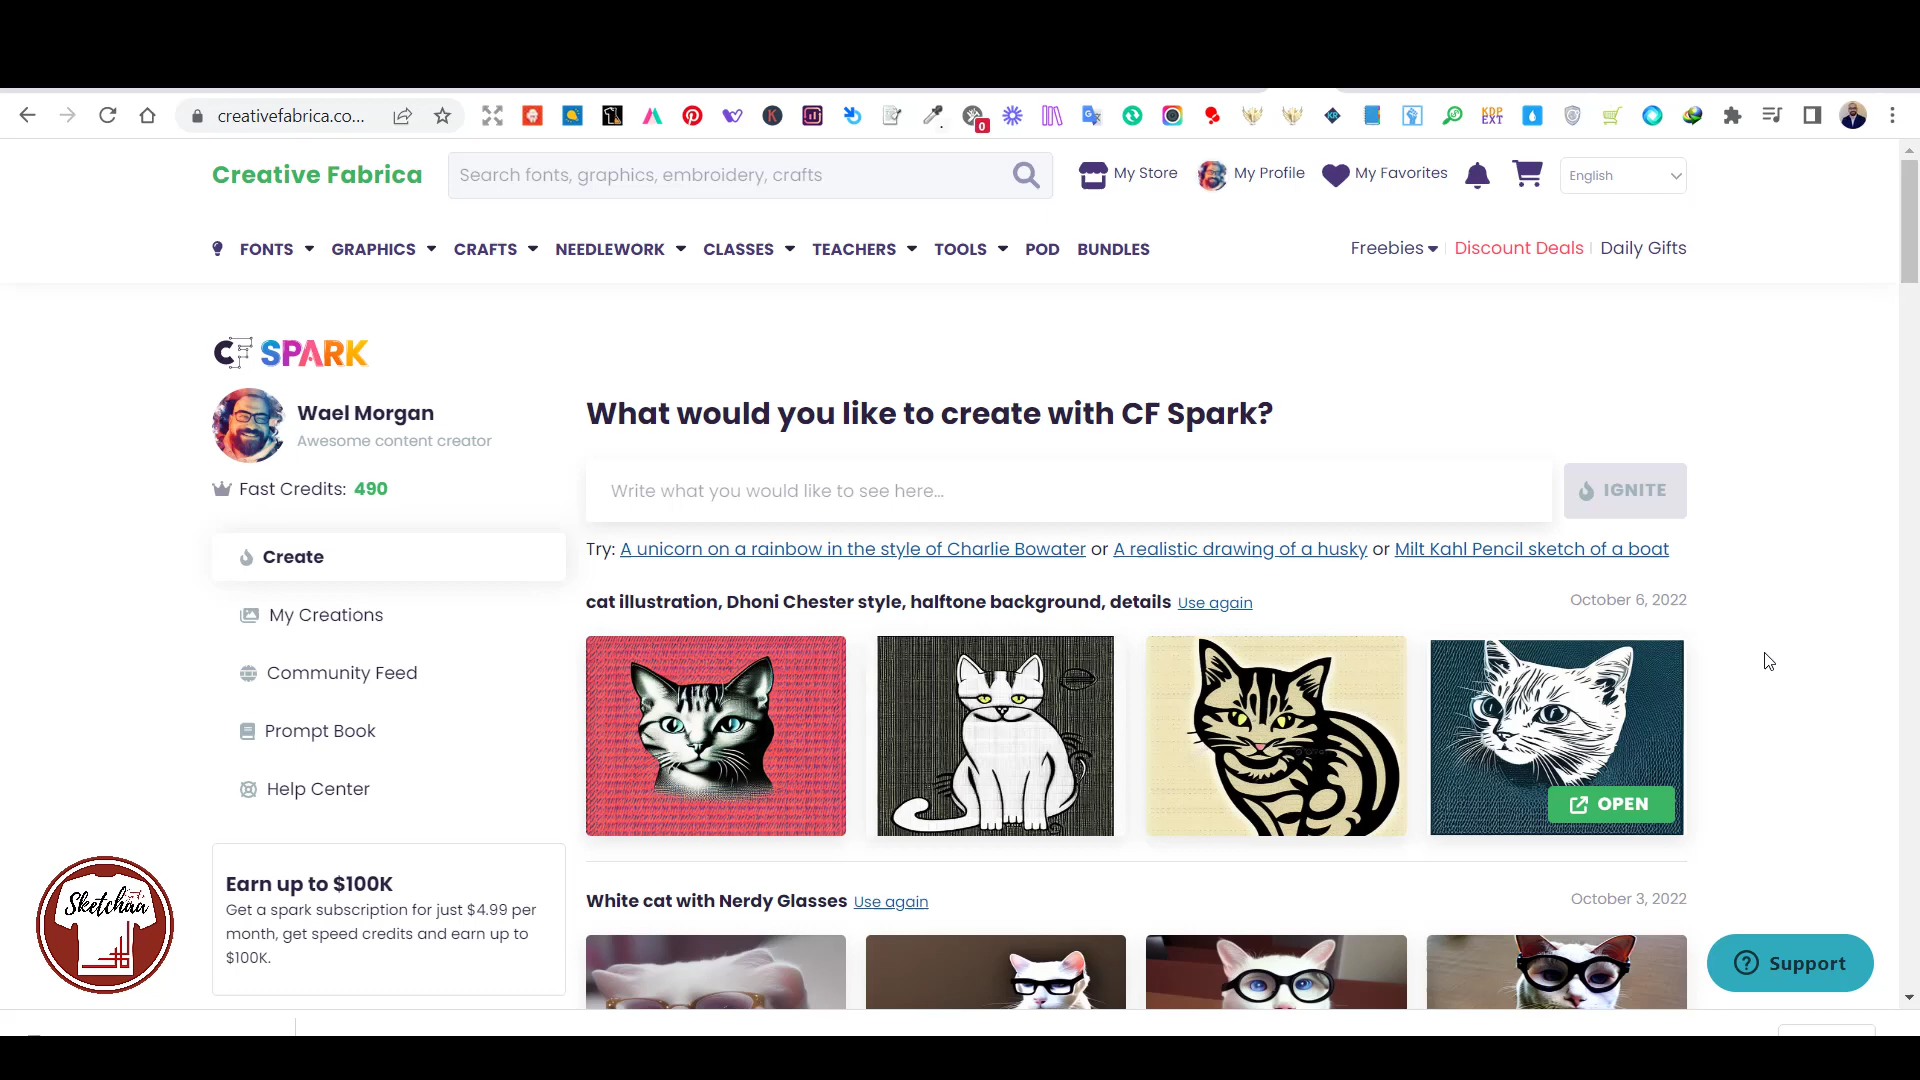 creativefabrica.co...
0
KDP
EXT
Creative Fabrica
Search fonts, graphics, embroidery, crafts
My Store
My Profile
My Favorites
English
FONTS
GRAPHICS
CRAFTS
NEEDLEWORK
CLASSES
TEACHERS
TOOLS
POD
BUNDLES
Freebies
Discount Deals
Daily Gifts
CF SPARK
Wael Morgan
Awesome content creator
Fast Credits: 490
Create
My Creations
Community Feed
Prompt Book
Help Center
Earn up to $100K
Get a spark subscription for just $4.99 per
month, get speed credits and earn up to
$100K.
Sketchaa
What would you like to create with CF Spark?
Write what you would like to see here...
IGNITE
Try: A unicorn on a rainbow in the style of Charlie Bowater or A realistic drawing of a husky or Milt Kahl Pencil sketch of a boat
cat illustration, Dhoni Chester style, halftone background, details Use again
October 6, 2022
OPEN
White cat with Nerdy Glasses Use again
October 3, 2022
Support